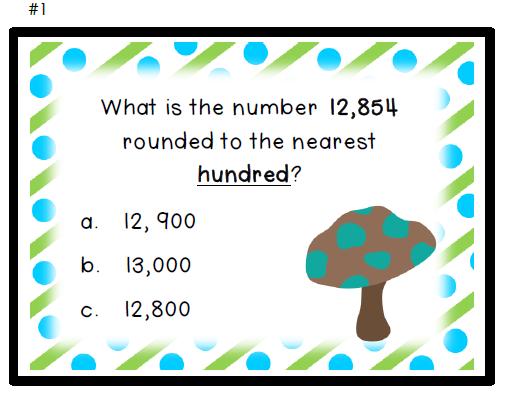 #1
What is the number 12,854
rounded to the nearest
hundred?
a. 12, 900
b. 13,000
c. 12,800